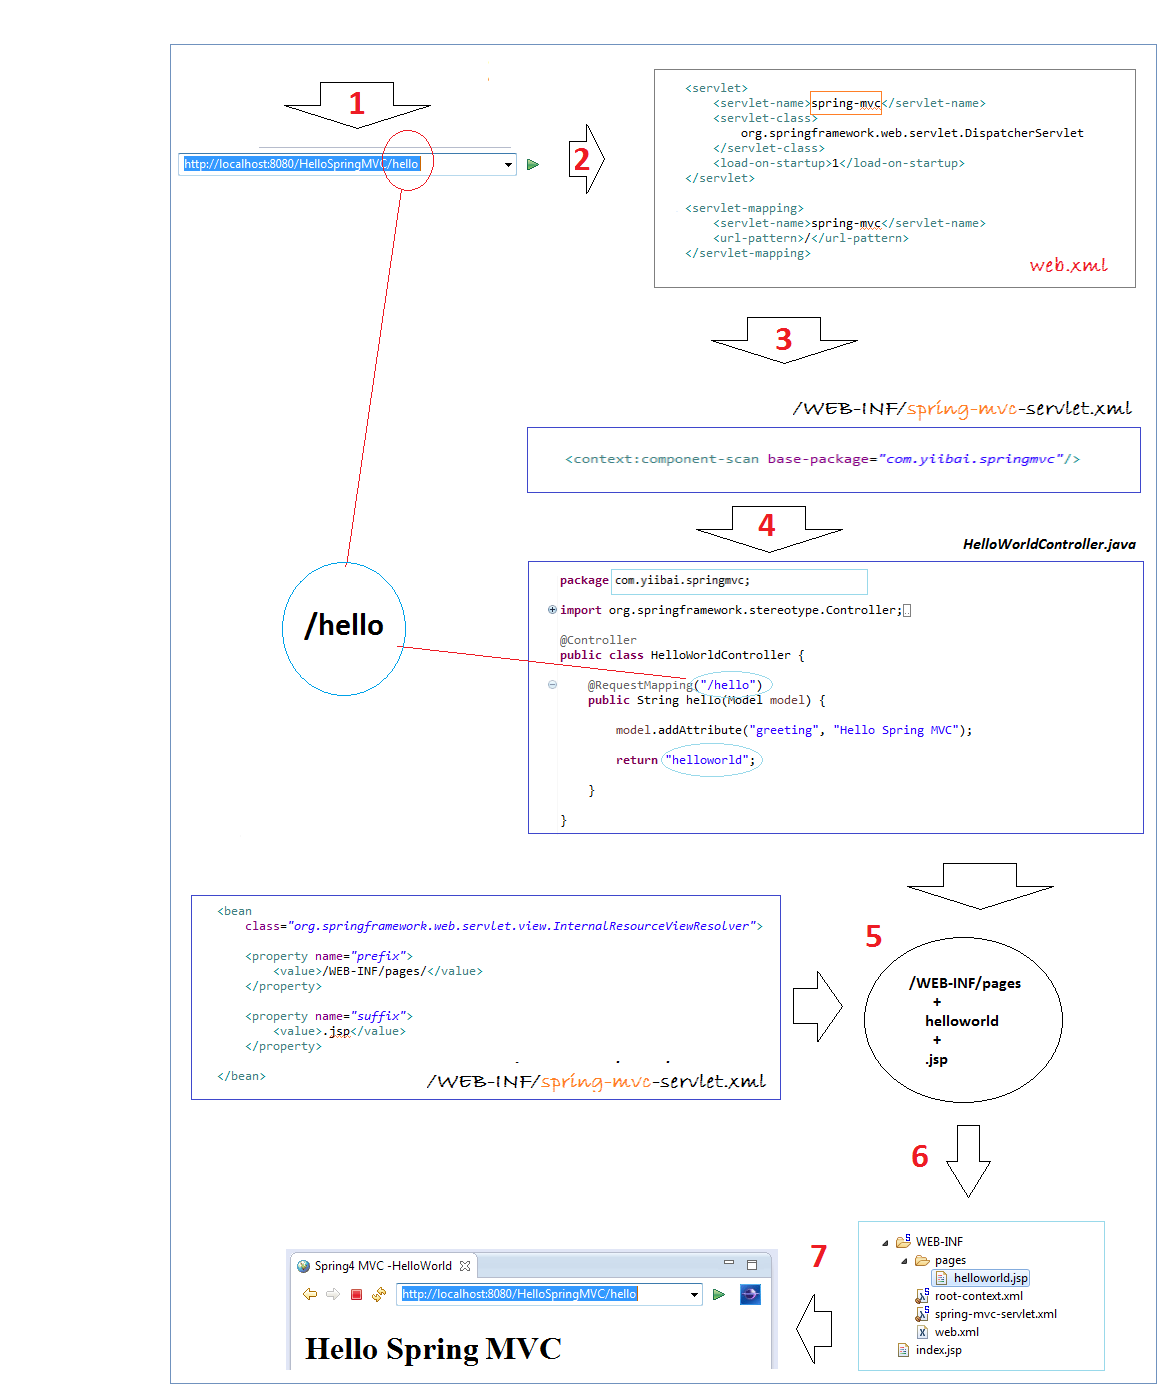 1
http://localhost:8080/HelloSpringMVC/hello
2
<servlet>
<servlet-name>spring-mvc</servlet-name>
<servlet-class>
org.springframework.web.servlet.DispatcherServlet
</servlet-class>
<load-on-startup>1</load-on-startup>
</servlet>
<servlet-mapping>
<servlet-name>spring-mvc</servlet-name>
<url-pattern>/</url-pattern>
</servlet-mapping>
web.xml
3
/WEB-INF/spring-mvc-servlet.xml
<context:component-scan base-package="com.yiibai.springmvc"/>
4
HelloWorldController.java
package com.yiibai.springmvc;
import org.springframework.stereotype.Controller;
@Controller
public class HelloWorldController {
@RequestMapping("/hello")
public String hello(Model model) {
model.addAttribute("greeting", "Hello Spring MVC");
return "helloworld";
}
}
/hello
<bean
class="org.springframework.web.servlet.view.InternalResourceViewResolver">
<property name="prefix">
<value>/WEB-INF/pages/</value>
</property>
<property name="suffix">
<value>.jsp</value>
</property>
</bean>
/WEB-INF/spring-mvc-servlet.xml
5
/WEB-INF/pages
+
helloworld
+
.jsp
6
WEB-INF
pages
helloworld.jsp
root-context.xml
spring-mvc-servlet.xml
web.xml
index.jsp
7
Spring4 MVC -HelloWorld
http://localhost:8080/HelloSpringMVC/hello
Hello Spring MVC